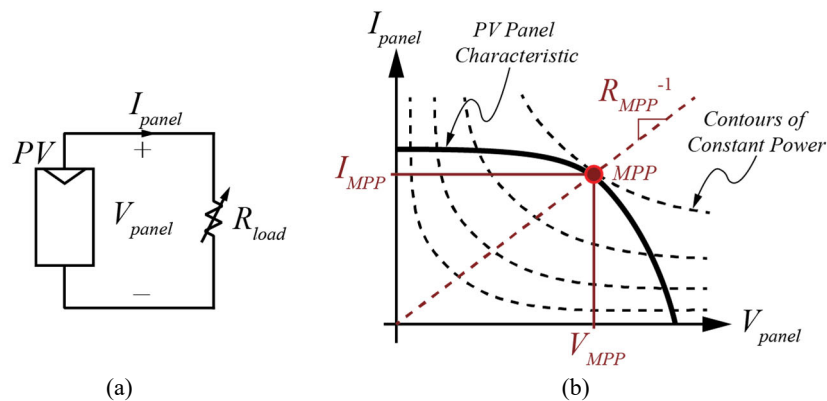 I_panel
PV
+
V_panel
–
R_load
(a)
I_panel
PV Panel
Characteristic
R_MPP^-1
Contours of
Constant Power
I_MPP
MPP
V_MPP
V_panel
(b)